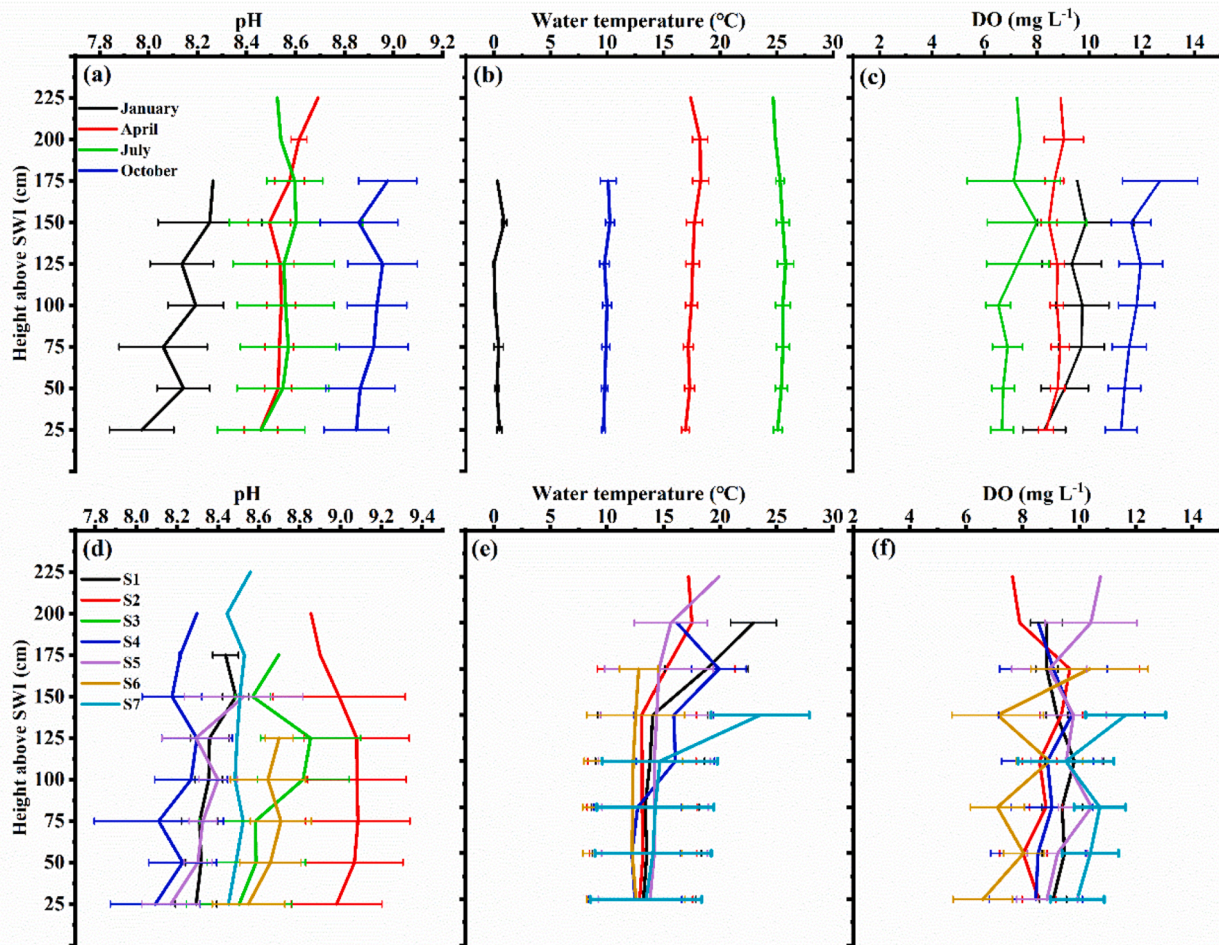 pH
Water temperature (°C)
DO (mg L⁻¹)
7.8 8.0 8.2 8.4 8.6 8.8 9.0 9.2
0 5 10 15 20 25 30
2 4 6 8 10 12 14
(a)
(b)
(c)
January
April
July
October
Height above SWI (cm)
225
200
175
150
125
100
75
50
25
pH
Water temperature (°C)
DO (mg L⁻¹)
7.8 8.0 8.2 8.4 8.6 8.8 9.0 9.2 9.4
0 5 10 15 20 25 30
2 4 6 8 10 12 14
(d)
(e)
(f)
S1
S2
S3
S4
S5
S6
S7
Height above SWI (cm)
225
200
175
150
125
100
75
50
25